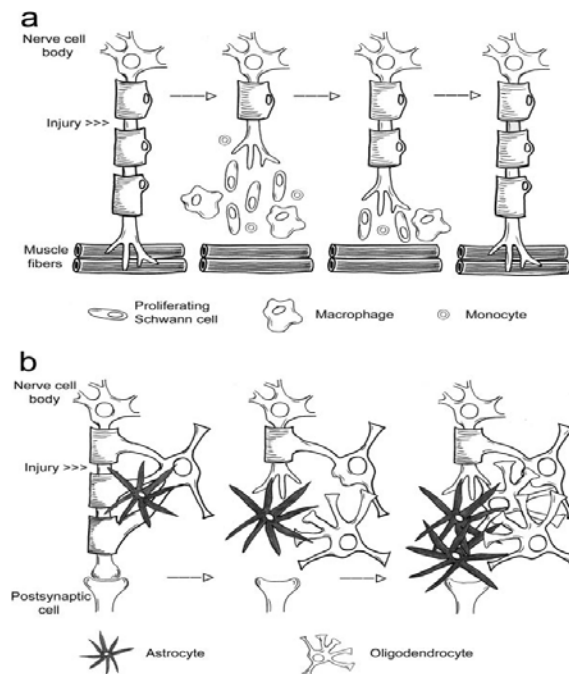 a
Nerve cell
body
Injury >>>
Muscle
fibers
Proliferating
Schwann cell
Macrophage
Monocyte
b
Nerve cell
body
Injury >>>
Postsynaptic
cell
Astrocyte
Oligodendrocyte